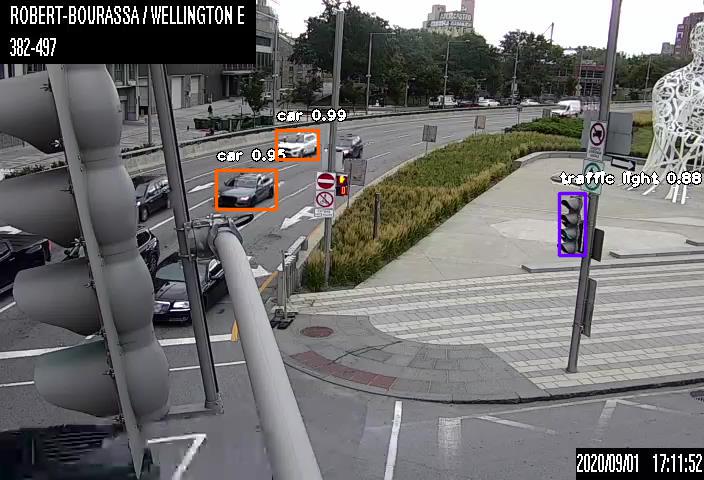 ROBERT-BOURASSA / WELLINGTON E
382-497
car 0.99
car 0.95
traffic light 0.88
2020/09/01 17:11:52